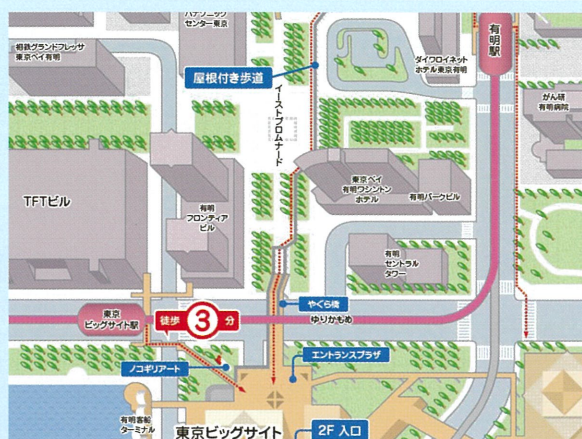 パナソニック
センター東京
相鉄グランドフレッサ
東京ベイ有明
屋根付き歩道
ダイワロイネット
ホテル東京有明
有明駅
がん研
有明病院
イーストプロムナード
東京ベイ
有明ワシントン
ホテル
有明パークビル
TFTビル
有明
フロンティア
ビル
有明
セントラル
タワー
やぐら橋
東京
ビッグサイト駅
徒歩 3 分
ゆりかもめ
ノコギリアート
エントランスプラザ
有明客船
ターミナル
東京ビッグサイト
2F 入口